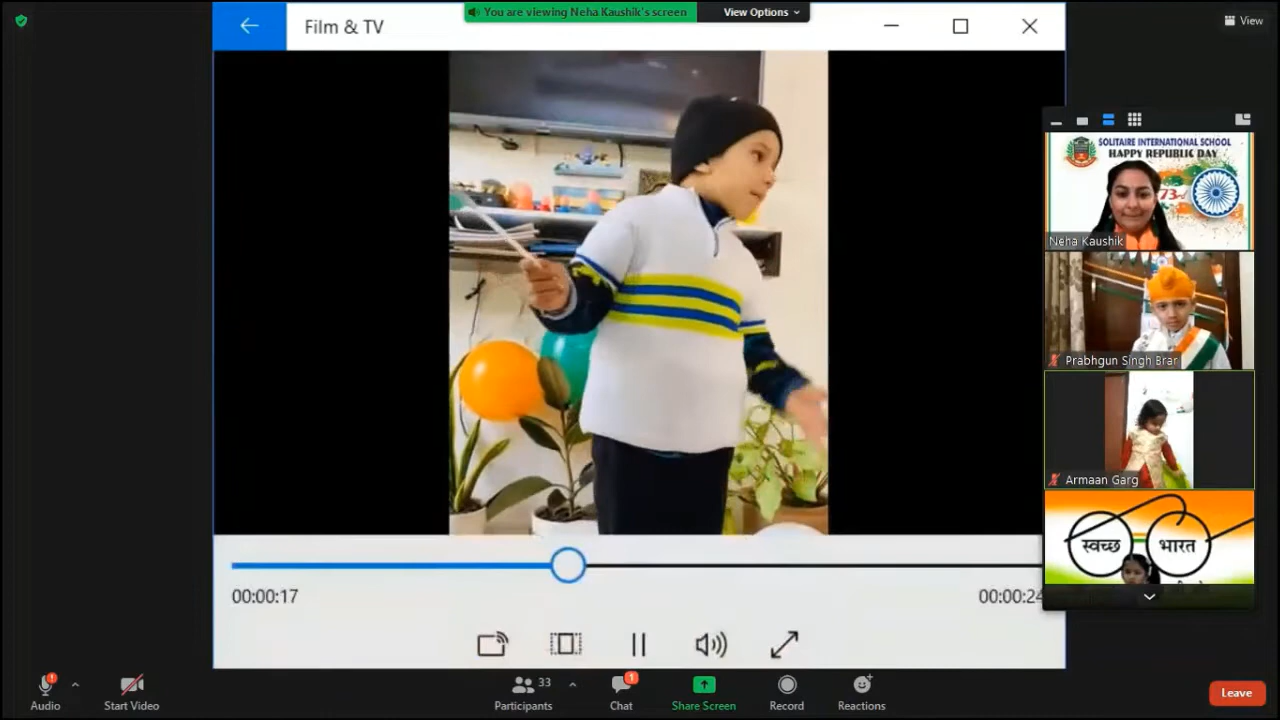 Film & TV
You are viewing Neha Kaushik's screen
View Options
View
SOLITAIRE INTERNATIONAL SCHOOL
HAPPY REPUBLIC DAY
73
Neha Kaushik
Prabhgun Singh Brar
Armaan Garg
स्वच्छ
भारत
00:00:17
00:00:24
Audio
Start Video
33
Participants
1
Chat
Share Screen
Record
Reactions
Leave